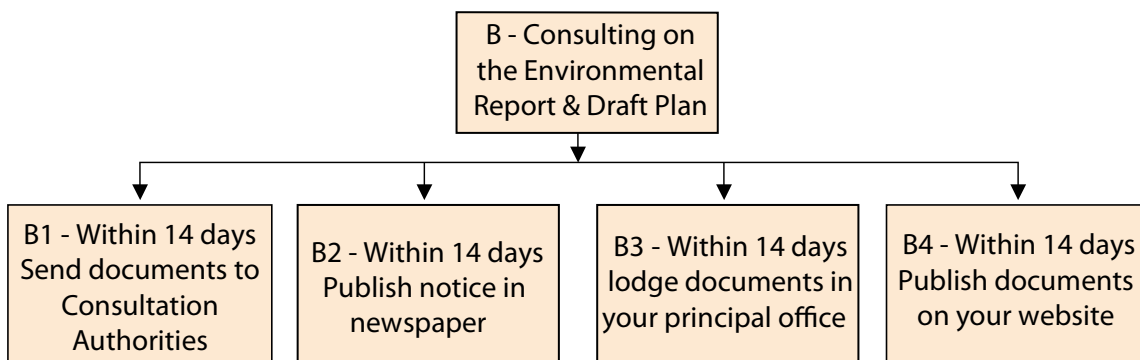 B - Consulting on
the Environmental
Report & Draft Plan
B1 - Within 14 days
Send documents to
Consultation
Authorities
B2 - Within 14 days
Publish notice in
newspaper
B3 - Within 14 days
lodge documents in
your principal office
B4 - Within 14 days
Publish documents
on your website